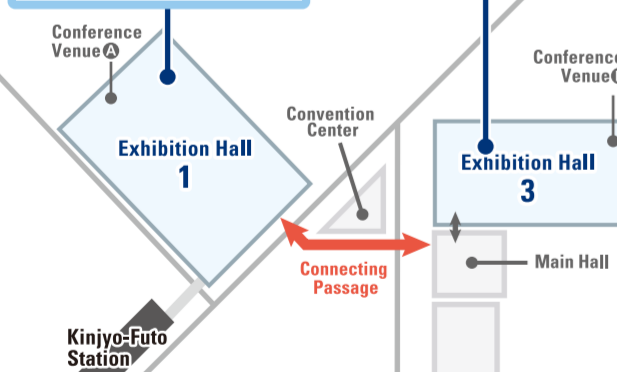 Conference
Venue A
Conference
Venue
Convention
Center
Exhibition Hall
1
Exhibition Hall
3
Connecting
Passage
Main Hall
Kinjyo-Futo
Station